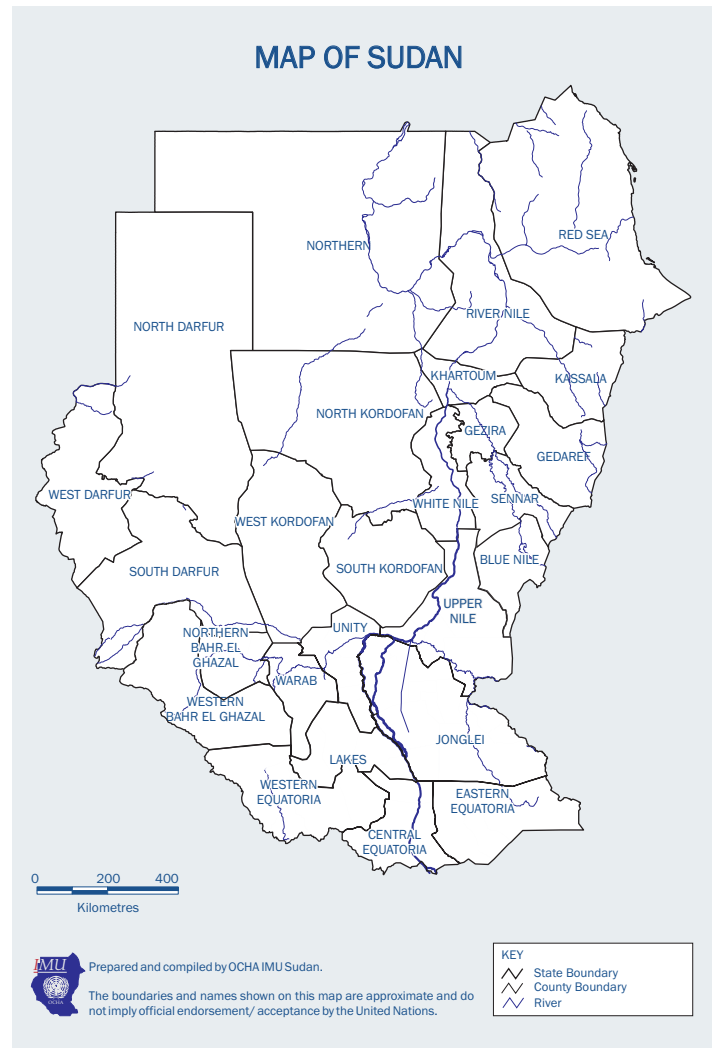 MAP OF SUDAN
RED SEA
NORTHERN
RIVER NILE
NORTH DARFUR
KHARTOUM
KASSALA
NORTH KORDOFAN
GEZIRA
GEDAREF
WEST DARFUR
SENNAR
WHITE NILE
WEST KORDOFAN
BLUE NILE
SOUTH KORDOFAN
SOUTH DARFUR
UPPER
NILE
UNITY
NORTHERN
BAHR EL
GHAZAL
WARAB
WESTERN
BAHR EL GHAZAL
JONGLEI
LAKES
WESTERN
EQUATORIA
EASTERN
EQUATORIA
CENTRAL
EQUATORIA
0 200 400
Kilometres
IMU
OCHA
Prepared and compiled by OCHA IMU Sudan.
The boundaries and names shown on this map are approximate and do
not imply official endorsement/ acceptance by the United Nations.
KEY
State Boundary
County Boundary
River